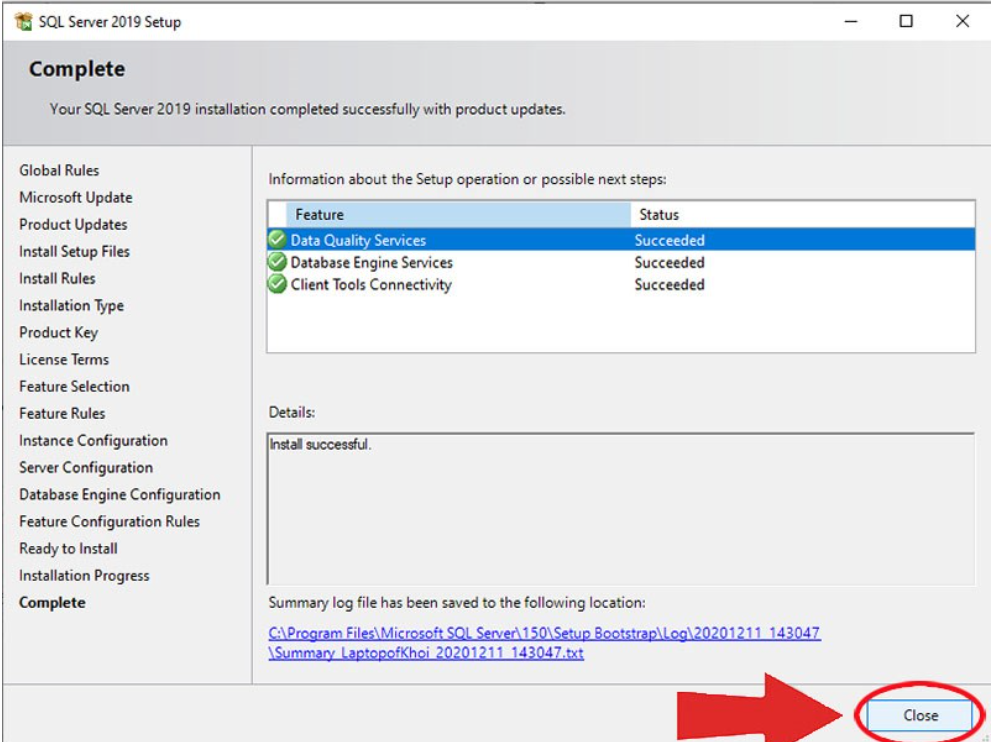 SQL Server 2019 Setup
Complete
Your SQL Server 2019 installation completed successfully with product updates.
Global Rules
Microsoft Update
Product Updates
Install Setup Files
Install Rules
Installation Type
Product Key
License Terms
Feature Selection
Feature Rules
Instance Configuration
Server Configuration
Database Engine Configuration
Feature Configuration Rules
Ready to Install
Installation Progress
Complete
Information about the Setup operation or possible next steps:
Feature Status
Data Quality Services Succeeded
Database Engine Services Succeeded
Client Tools Connectivity Succeeded
Details:
Install successful.
Summary log file has been saved to the following location:
C:\Program Files\Microsoft SQL Server\150\Setup Bootstrap\Log\20201211_143047
\Summary_LaptopofKhoi_20201211_143047.txt
Close